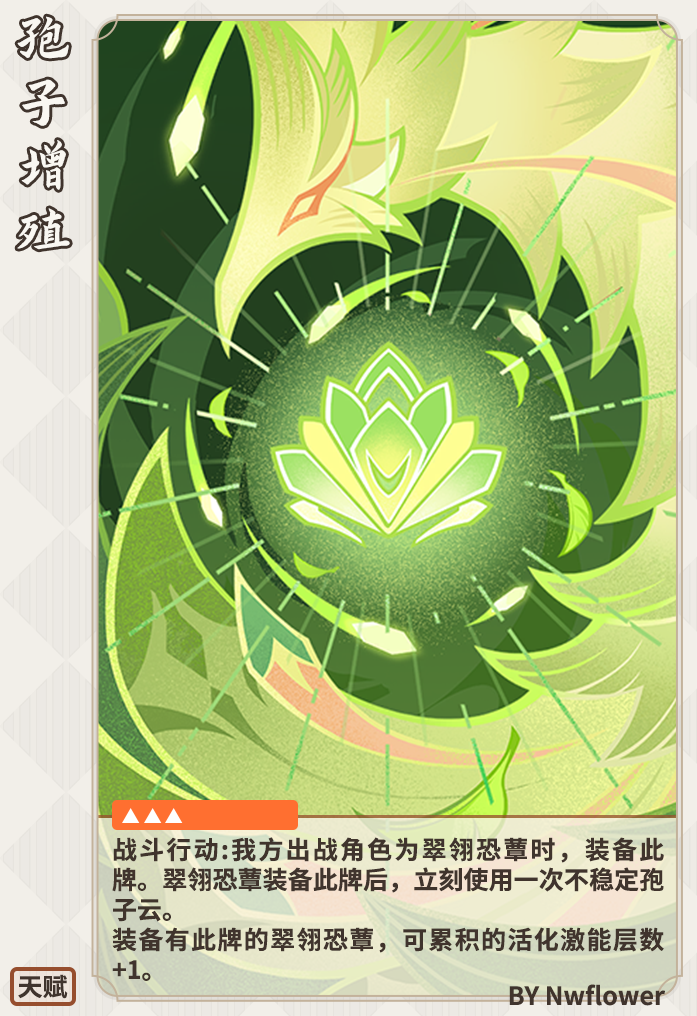 孢子增殖
战斗行动:我方出战角色为翠翎恐蕈时，装备此
牌。翠翎恐蕈装备此牌后，立刻使用一次不稳定孢
子云。
装备有此牌的翠翎恐蕈，可累积的活化激能层数
+1。
天赋
BY Nwflower